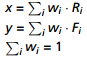 x = ∑ᵢ wᵢ · Rᵢ
y = ∑ᵢ wᵢ · Fᵢ
∑ᵢ wᵢ = 1